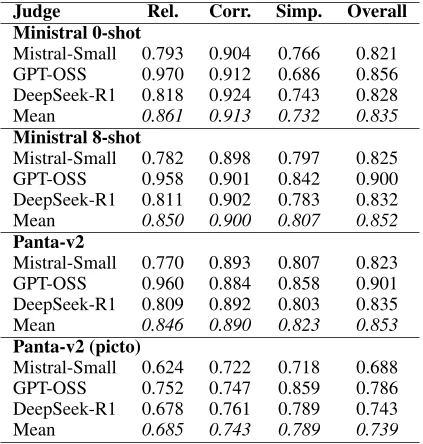 Judge Rel. Corr. Simp. Overall
Ministral 0-shot
Mistral-Small 0.793 0.904 0.766 0.821
GPT-OSS 0.970 0.912 0.686 0.856
DeepSeek-R1 0.818 0.924 0.743 0.828
Mean 0.861 0.913 0.732 0.835
Ministral 8-shot
Mistral-Small 0.782 0.898 0.797 0.825
GPT-OSS 0.958 0.901 0.842 0.900
DeepSeek-R1 0.811 0.902 0.783 0.832
Mean 0.850 0.900 0.807 0.852
Panta-v2
Mistral-Small 0.770 0.893 0.807 0.823
GPT-OSS 0.960 0.884 0.858 0.901
DeepSeek-R1 0.809 0.892 0.803 0.835
Mean 0.846 0.890 0.823 0.853
Panta-v2 (picto)
Mistral-Small 0.624 0.722 0.718 0.688
GPT-OSS 0.752 0.747 0.859 0.786
DeepSeek-R1 0.678 0.761 0.789 0.743
Mean 0.685 0.743 0.789 0.739